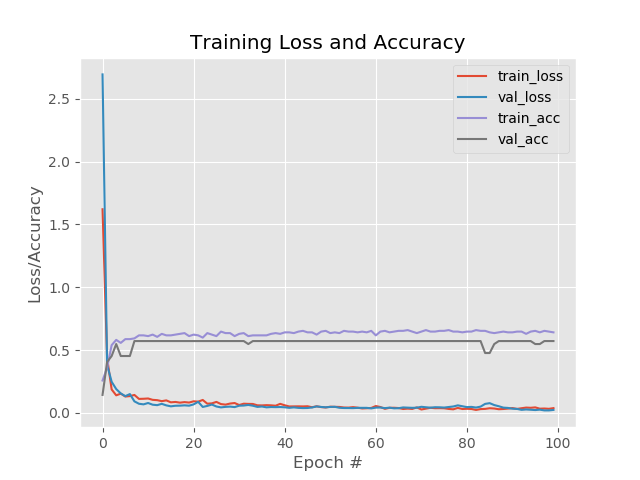 Training Loss and Accuracy
train_loss
val_loss
train_acc
val_acc
Loss/Accuracy
2.5
2.0
1.5
1.0
0.5
0.0
0 20 40 60 80 100
Epoch #